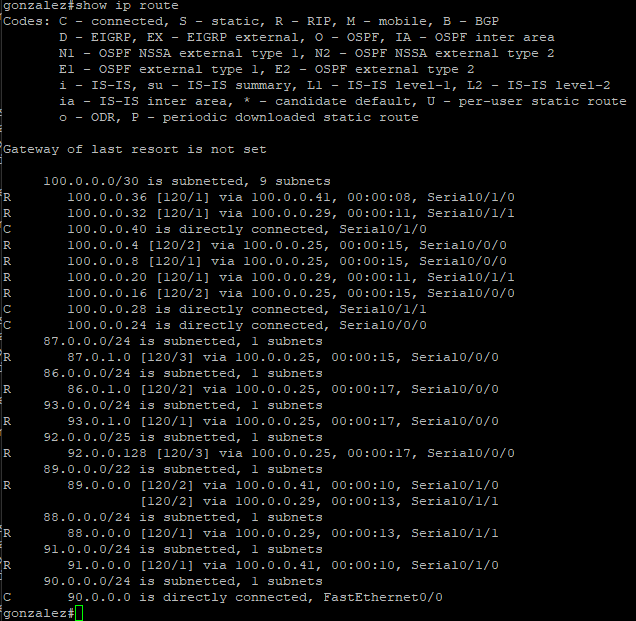 gonzalez#show ip route
Codes: C - connected, S - static, R - RIP, M - mobile, B - BGP
       D - EIGRP, EX - EIGRP external, O - OSPF, IA - OSPF inter area
       N1 - OSPF NSSA external type 1, N2 - OSPF NSSA external type 2
       E1 - OSPF external type 1, E2 - OSPF external type 2
       i - IS-IS, su - IS-IS summary, L1 - IS-IS level-1, L2 - IS-IS level-2
       ia - IS-IS inter area, * - candidate default, U - per-user static route
       o - ODR, P - periodic downloaded static route

Gateway of last resort is not set

     100.0.0.0/30 is subnetted, 9 subnets
R       100.0.0.36 [120/1] via 100.0.0.41, 00:00:08, Serial0/1/0
R       100.0.0.32 [120/1] via 100.0.0.29, 00:00:11, Serial0/1/1
C       100.0.0.40 is directly connected, Serial0/1/0
R       100.0.0.4 [120/2] via 100.0.0.25, 00:00:15, Serial0/0/0
R       100.0.0.8 [120/1] via 100.0.0.25, 00:00:15, Serial0/0/0
R       100.0.0.20 [120/1] via 100.0.0.29, 00:00:11, Serial0/1/1
R       100.0.0.16 [120/2] via 100.0.0.25, 00:00:15, Serial0/0/0
C       100.0.0.28 is directly connected, Serial0/1/1
C       100.0.0.24 is directly connected, Serial0/0/0
     87.0.0.0/24 is subnetted, 1 subnets
R       87.0.1.0 [120/3] via 100.0.0.25, 00:00:15, Serial0/0/0
     86.0.0.0/24 is subnetted, 1 subnets
R       86.0.1.0 [120/2] via 100.0.0.25, 00:00:17, Serial0/0/0
     93.0.0.0/24 is subnetted, 1 subnets
R       93.0.1.0 [120/1] via 100.0.0.25, 00:00:17, Serial0/0/0
     92.0.0.0/25 is subnetted, 1 subnets
R       92.0.0.128 [120/3] via 100.0.0.25, 00:00:17, Serial0/0/0
     89.0.0.0/22 is subnetted, 1 subnets
R       89.0.0.0 [120/2] via 100.0.0.41, 00:00:10, Serial0/1/0
                 [120/2] via 100.0.0.29, 00:00:13, Serial0/1/1
     88.0.0.0/24 is subnetted, 1 subnets
R       88.0.0.0 [120/1] via 100.0.0.29, 00:00:13, Serial0/1/1
     91.0.0.0/24 is subnetted, 1 subnets
R       91.0.0.0 [120/1] via 100.0.0.41, 00:00:10, Serial0/1/0
     90.0.0.0/24 is subnetted, 1 subnets
C       90.0.0.0 is directly connected, FastEthernet0/0
gonzalez#